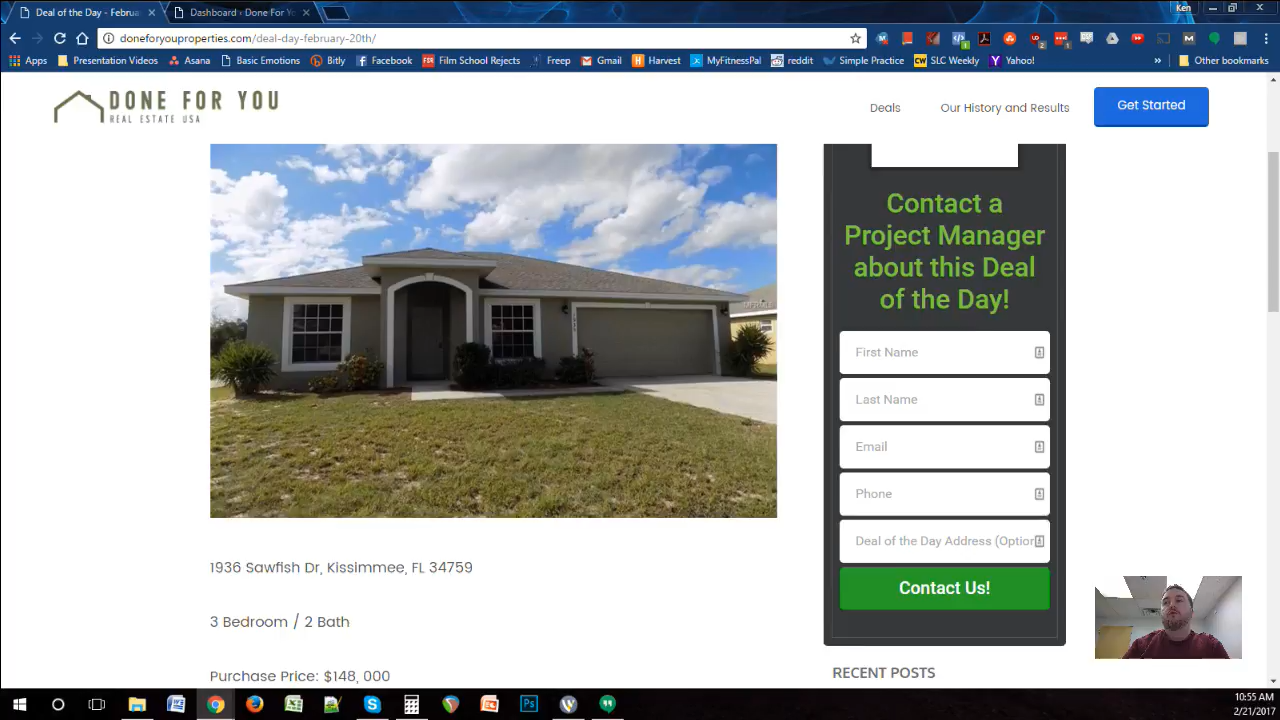 Deal of the Day - Februa
Dashboard ‹ Done For Yo
Ken
doneforyouproperties.com/deal-day-february-20th/
Apps
Presentation Videos
Asana
Basic Emotions
Bitly
Facebook
Film School Rejects
Freep
Gmail
Harvest
MyFitnessPal
reddit
Simple Practice
SLC Weekly
Yahoo!
»
Other bookmarks
DONE FOR YOU
REAL ESTATE USA
Deals
Our History and Results
Get Started
Contact a
Project Manager
about this Deal
of the Day!
First Name
Last Name
Email
Phone
Deal of the Day Address (Option
Contact Us!
1936 Sawfish Dr, Kissimmee, FL 34759
3 Bedroom / 2 Bath
Purchase Price: $148, 000
RECENT POSTS
10:55 AM
2/21/2017